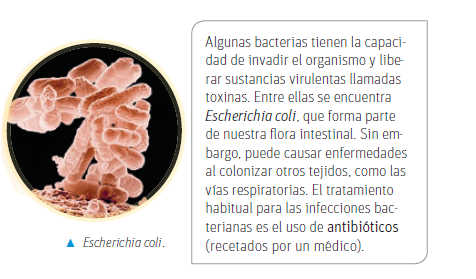 Algunas bacterias tienen la capaci-
dad de invadir el organismo y libe-
rar sustancias virulentas llamadas
toxinas. Entre ellas se encuentra
Escherichia coli, que forma parte
de nuestra flora intestinal. Sin em-
bargo, puede causar enfermedades
al colonizar otros tejidos, como las
vías respiratorias. El tratamiento
habitual para las infecciones bac-
terianas es el uso de antibióticos
(recetados por un médico).
▲ Escherichia coli.